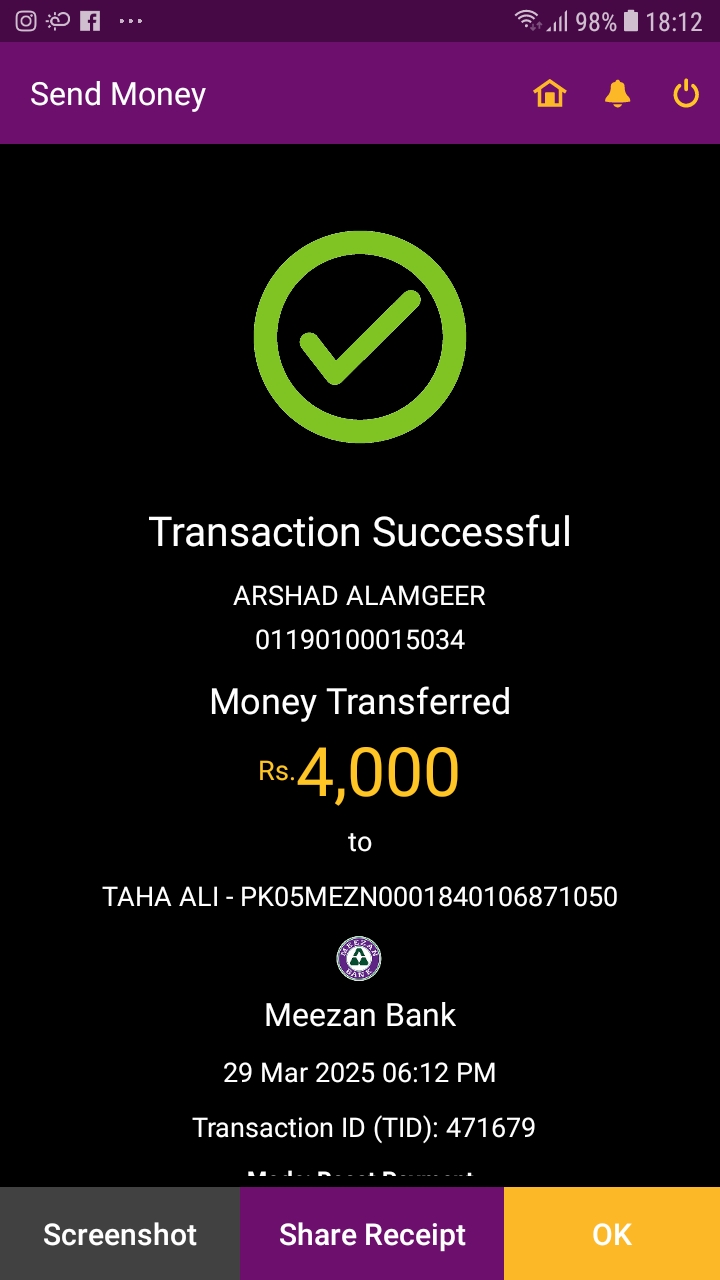 98% 18:12
Send Money
Transaction Successful
ARSHAD ALAMGEER
01190100015034
Money Transferred
Rs.4,000
to
TAHA ALI - PK05MEZN0001840106871050
MEEZAN BANK
Meezan Bank
29 Mar 2025 06:12 PM
Transaction ID (TID): 471679
Screenshot
Share Receipt
OK